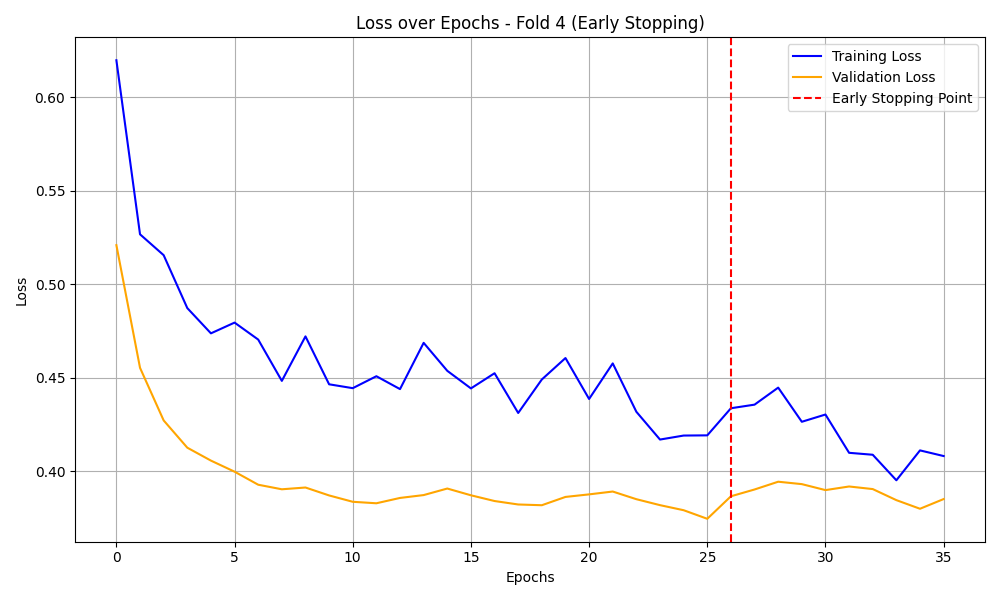 Loss over Epochs - Fold 4 (Early Stopping)
Training Loss
Validation Loss
Early Stopping Point
Loss
0.60
0.55
0.50
0.45
0.40
0 5 10 15 20 25 30 35
Epochs